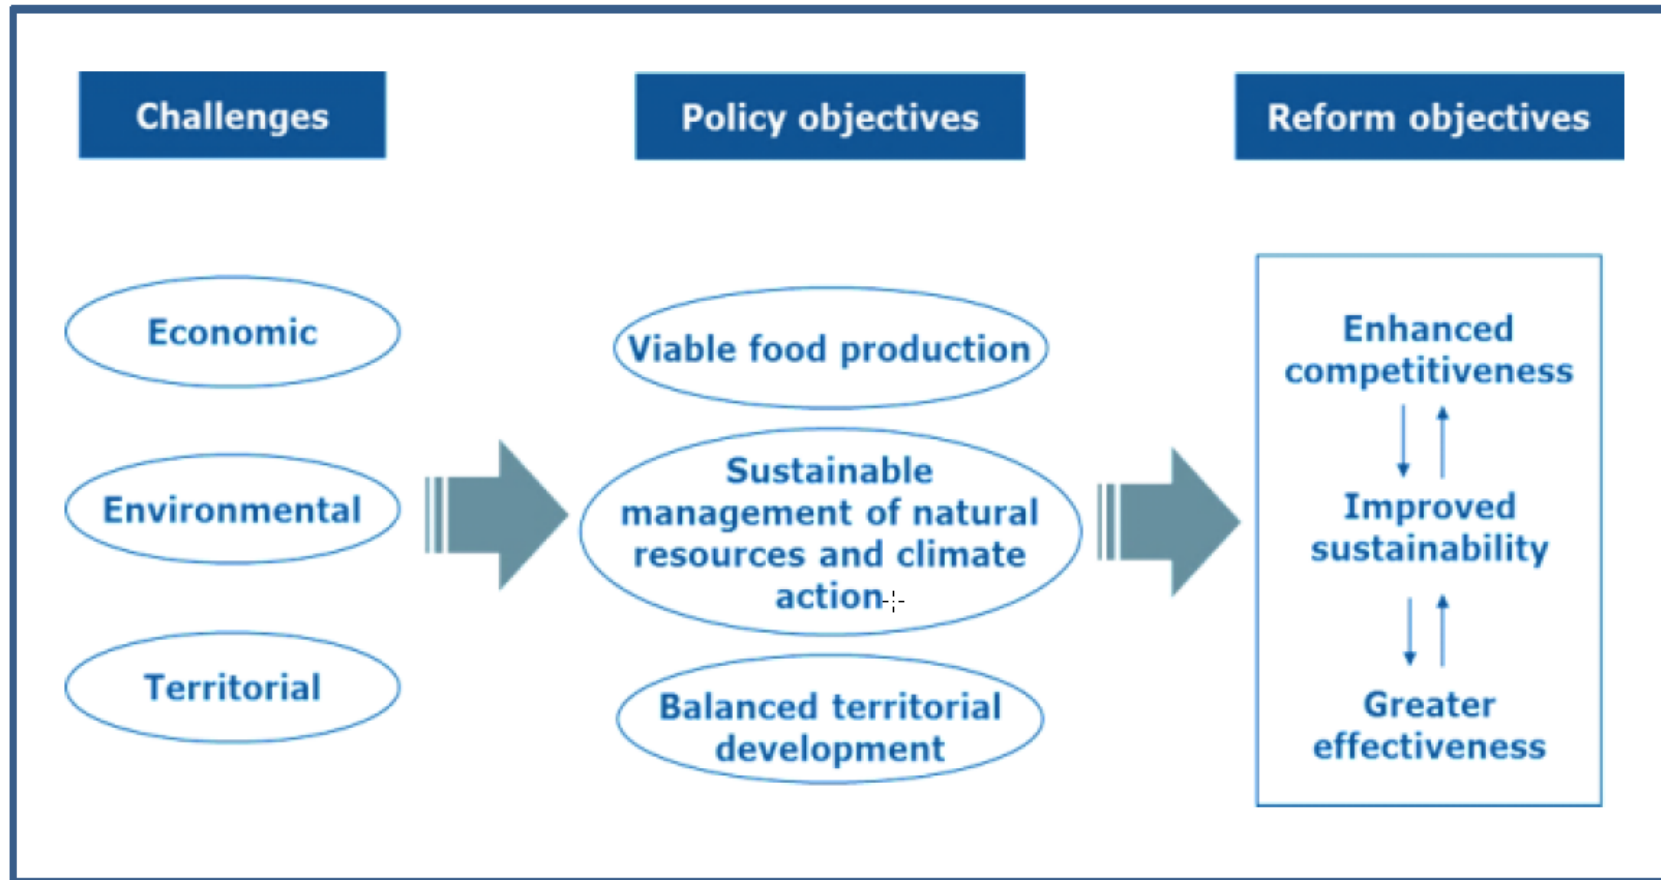 Challenges
Policy objectives
Reform objectives
Economic
Environmental
Territorial
Viable food production
Sustainable
management of natural
resources and climate
action
Balanced territorial
development
Enhanced
competitiveness
Improved
sustainability
Greater
effectiveness